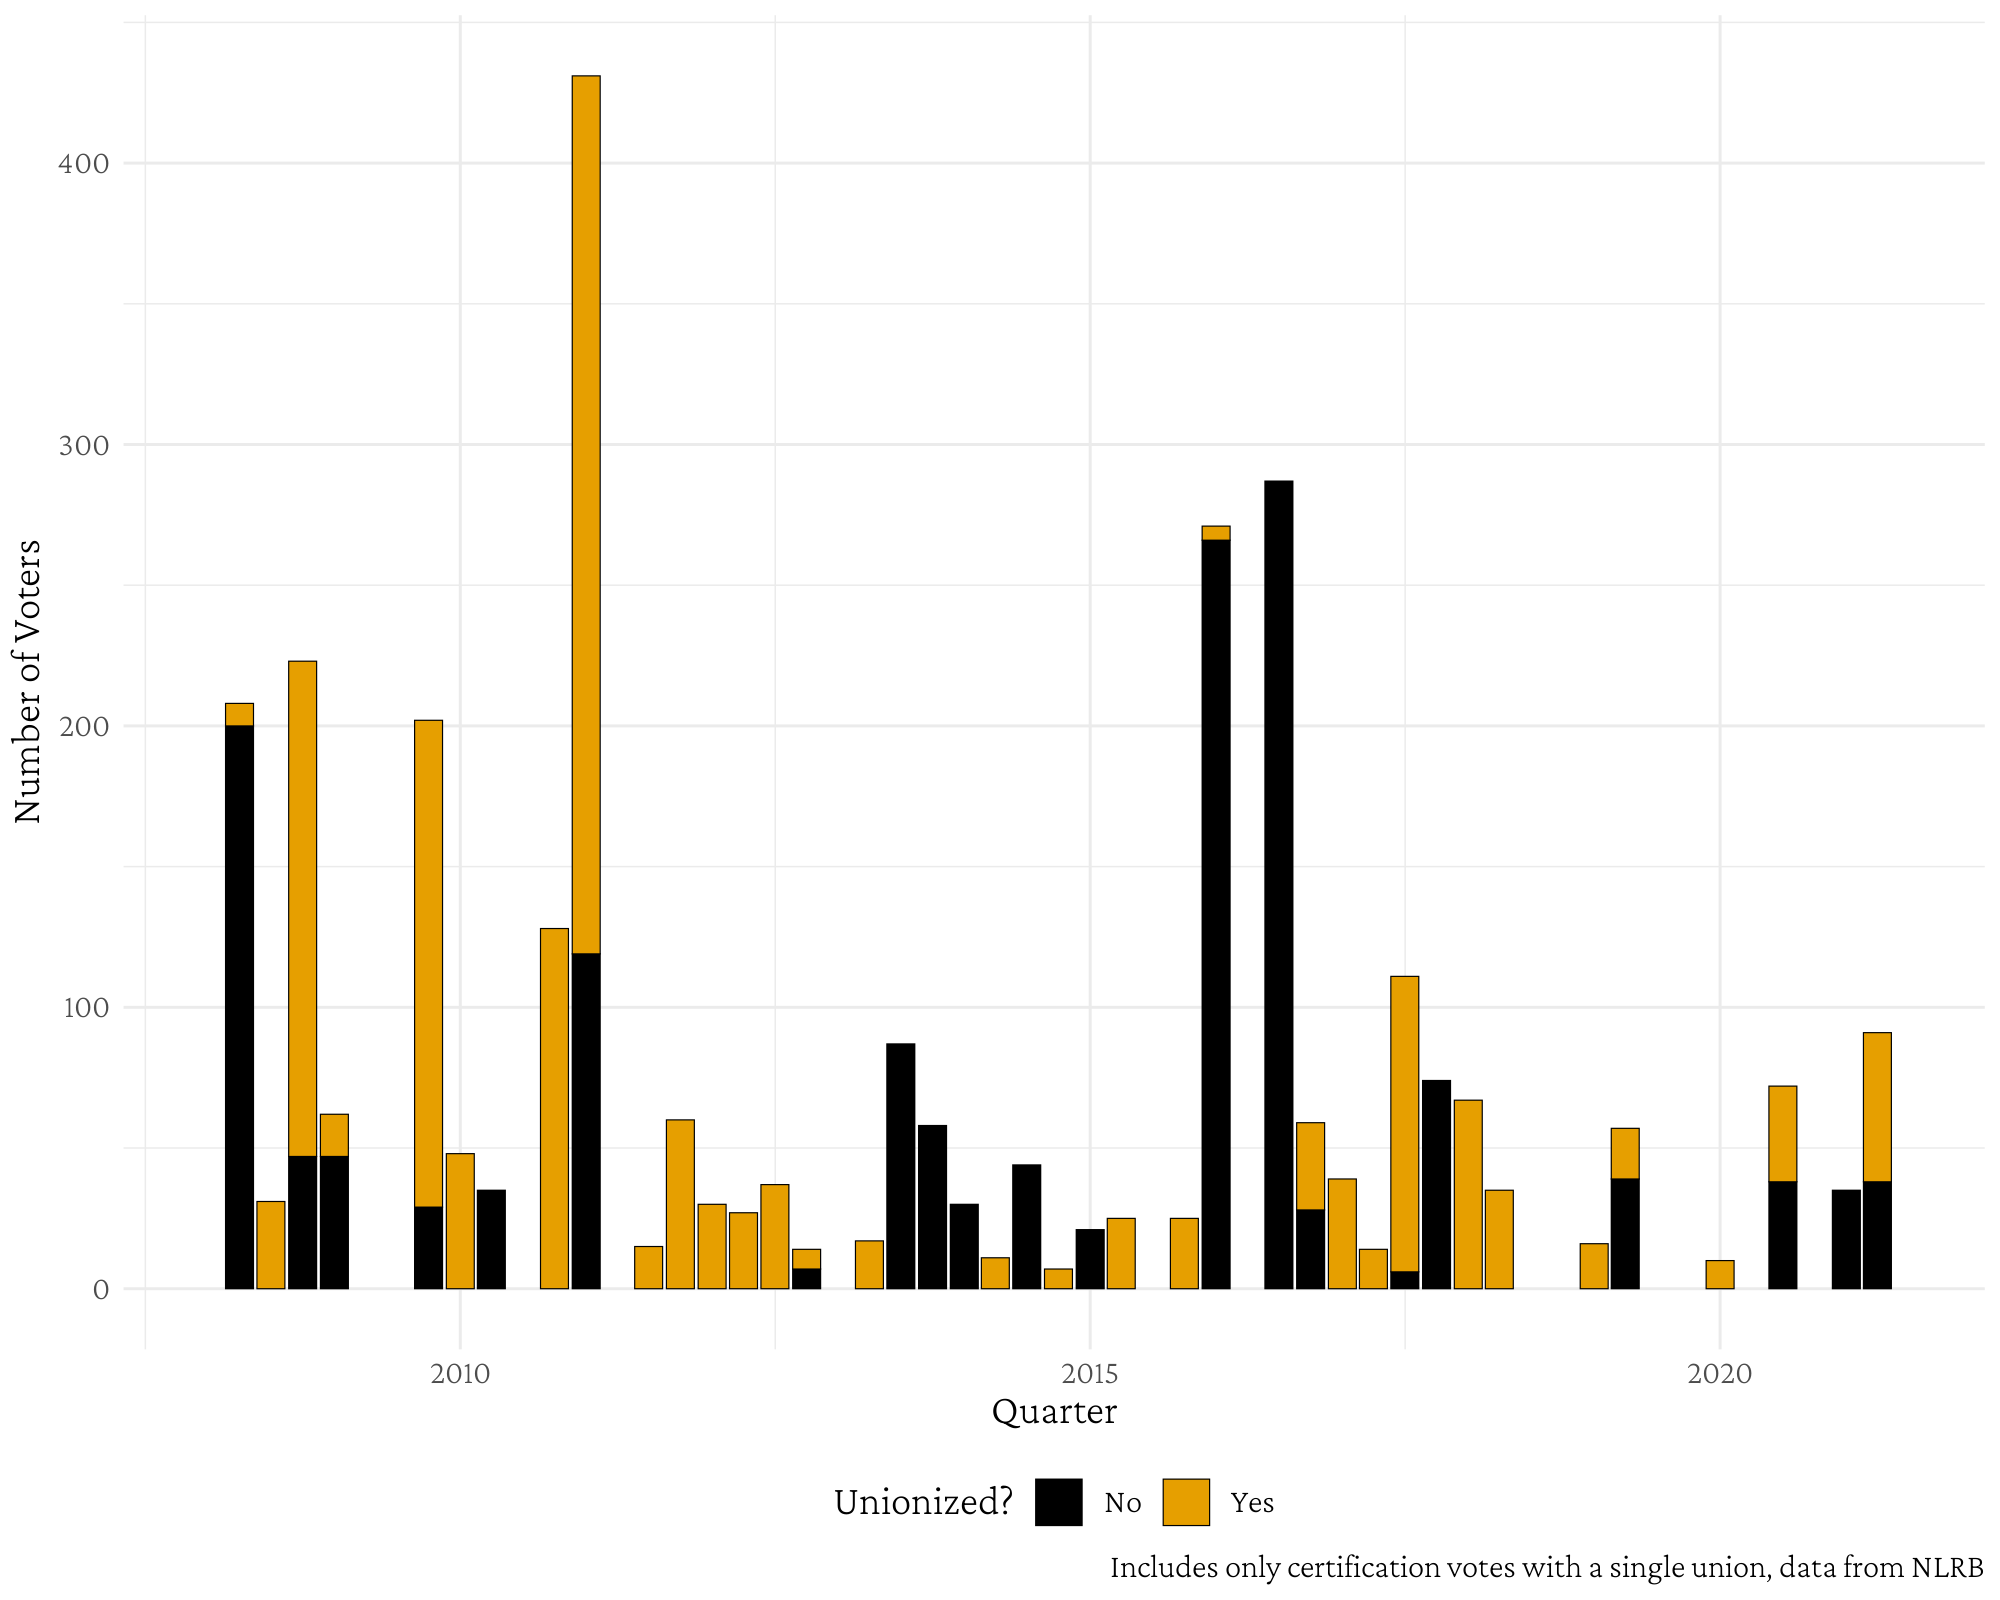 400
300
200
100
0
Number of Voters
2010 2015 2020
Quarter
Unionized? No Yes
Includes only certification votes with a single union, data from NLRB